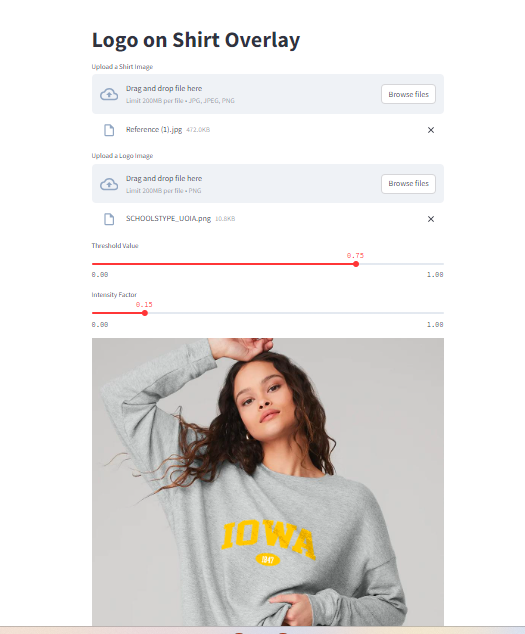 Logo on Shirt Overlay
Upload a Shirt Image
Drag and drop file here
Limit 200MB per file • JPG, JPEG, PNG
Browse files
Reference (1).jpg 472.0KB
Upload a Logo Image
Drag and drop file here
Limit 200MB per file • PNG
Browse files
SCHOOLSTYPE_UOIA.png 10.8KB
Threshold Value
0.75
0.00 1.00
Intensity Factor
0.15
0.00 1.00
IOWA